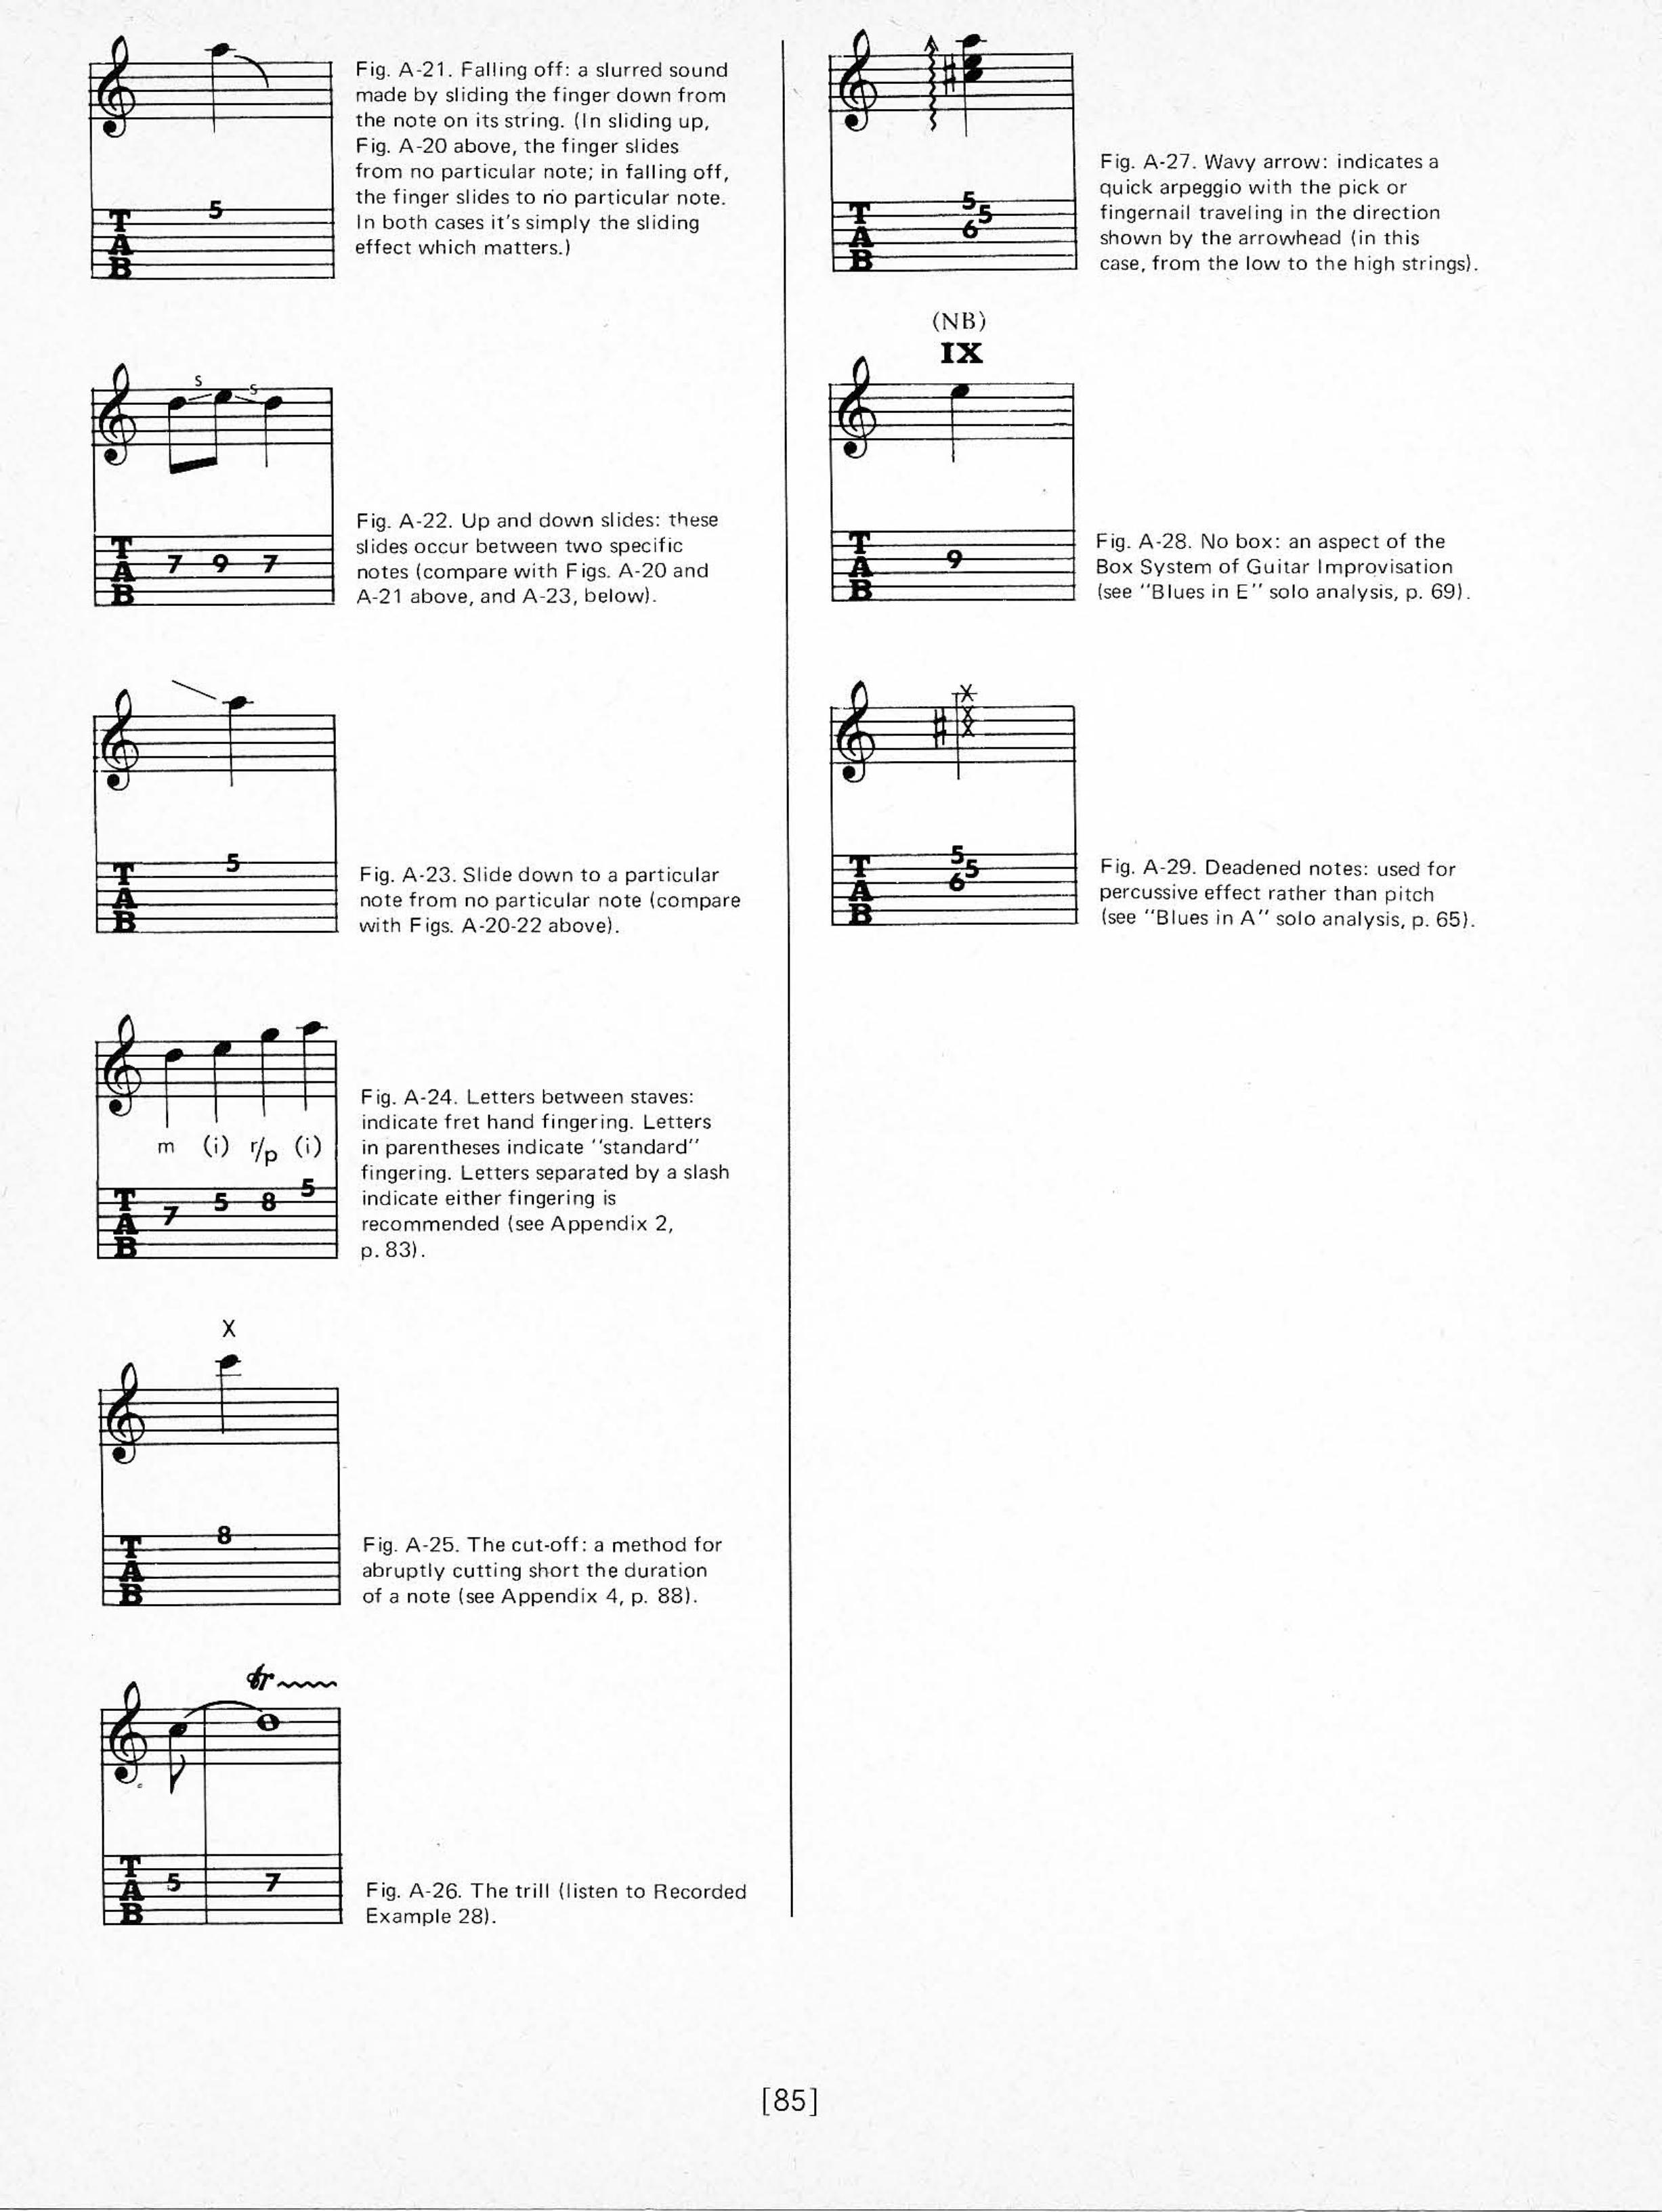 Fig. A-21. Falling off: a slurred sound
made by sliding the finger down from
the note on its string. (In sliding up,
Fig. A-20 above, the finger slides
from no particular note; in falling off,
the finger slides to no particular note.
In both cases it's simply the sliding
effect which matters.)
5
T
A
B
s s
Fig. A-22. Up and down slides: these
slides occur between two specific
notes (compare with Figs. A-20 and
A-21 above, and A-23, below).
T
A
B
7 9 7
5
T
A
B
Fig. A-23. Slide down to a particular
note from no particular note (compare
with Figs. A-20-22 above).
Fig. A-24. Letters between staves:
indicate fret hand fingering. Letters
in parentheses indicate "standard"
fingering. Letters separated by a slash
indicate either fingering is
recommended (see Appendix 2,
p. 83).
m (i) r/p (i)
T
A
B
7 5 8 5
X
8
T
A
B
Fig. A-25. The cut-off: a method for
abruptly cutting short the duration
of a note (see Appendix 4, p. 88).
tr
T
A
B
5 7
Fig. A-26. The trill (listen to Recorded
Example 28).
Fig. A-27. Wavy arrow: indicates a
quick arpeggio with the pick or
fingernail traveling in the direction
shown by the arrowhead (in this
case, from the low to the high strings).
T
A
B
5
5
6
(NB)
IX
T
A
B
9
Fig. A-28. No box: an aspect of the
Box System of Guitar Improvisation
(see "Blues in E" solo analysis, p. 69).
T
A
B
5
5
6
Fig. A-29. Deadened notes: used for
percussive effect rather than pitch
(see "Blues in A" solo analysis, p. 65).
[85]